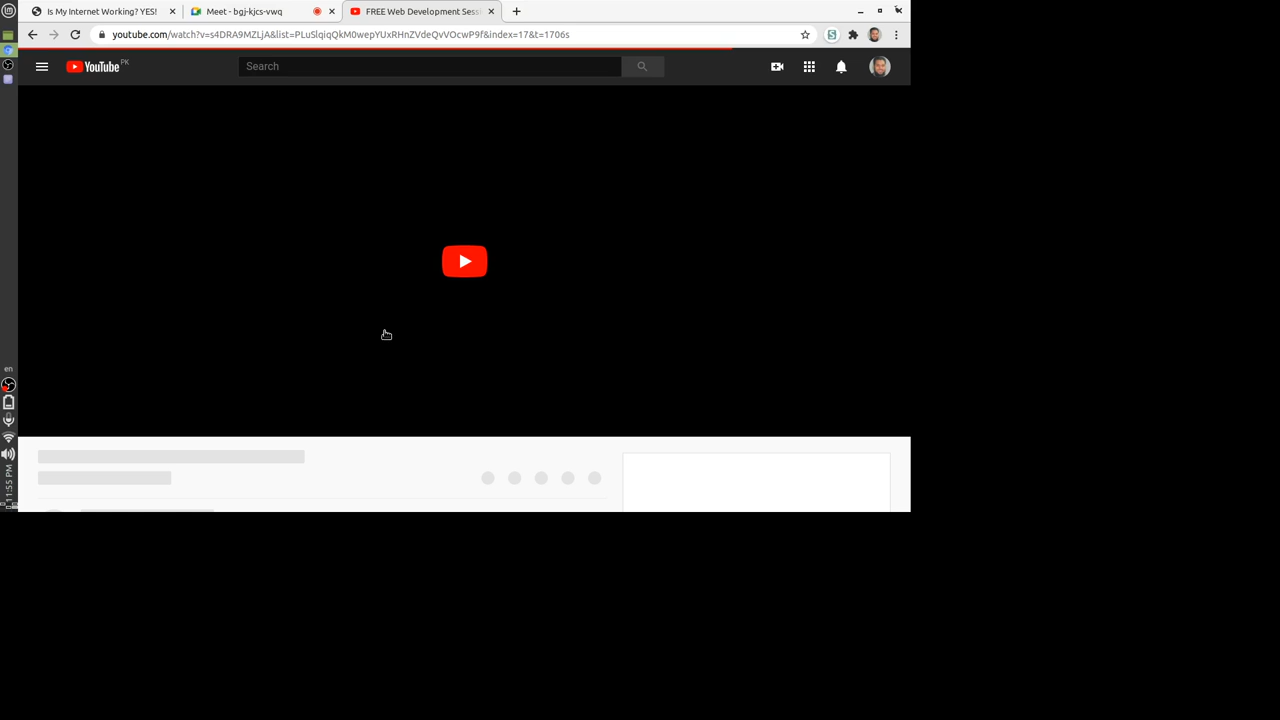 Is My Internet Working? YES!
Meet - bgj-kjcs-vwq
FREE Web Development Sess
youtube.com/watch?v=s4DRA9MZLjA&list=PLuSlqiqQkM0wepYUxRHnZVdeQvVOcwP9f&index=17&t=1706s
YouTube PK
Search
en
11:55 PM